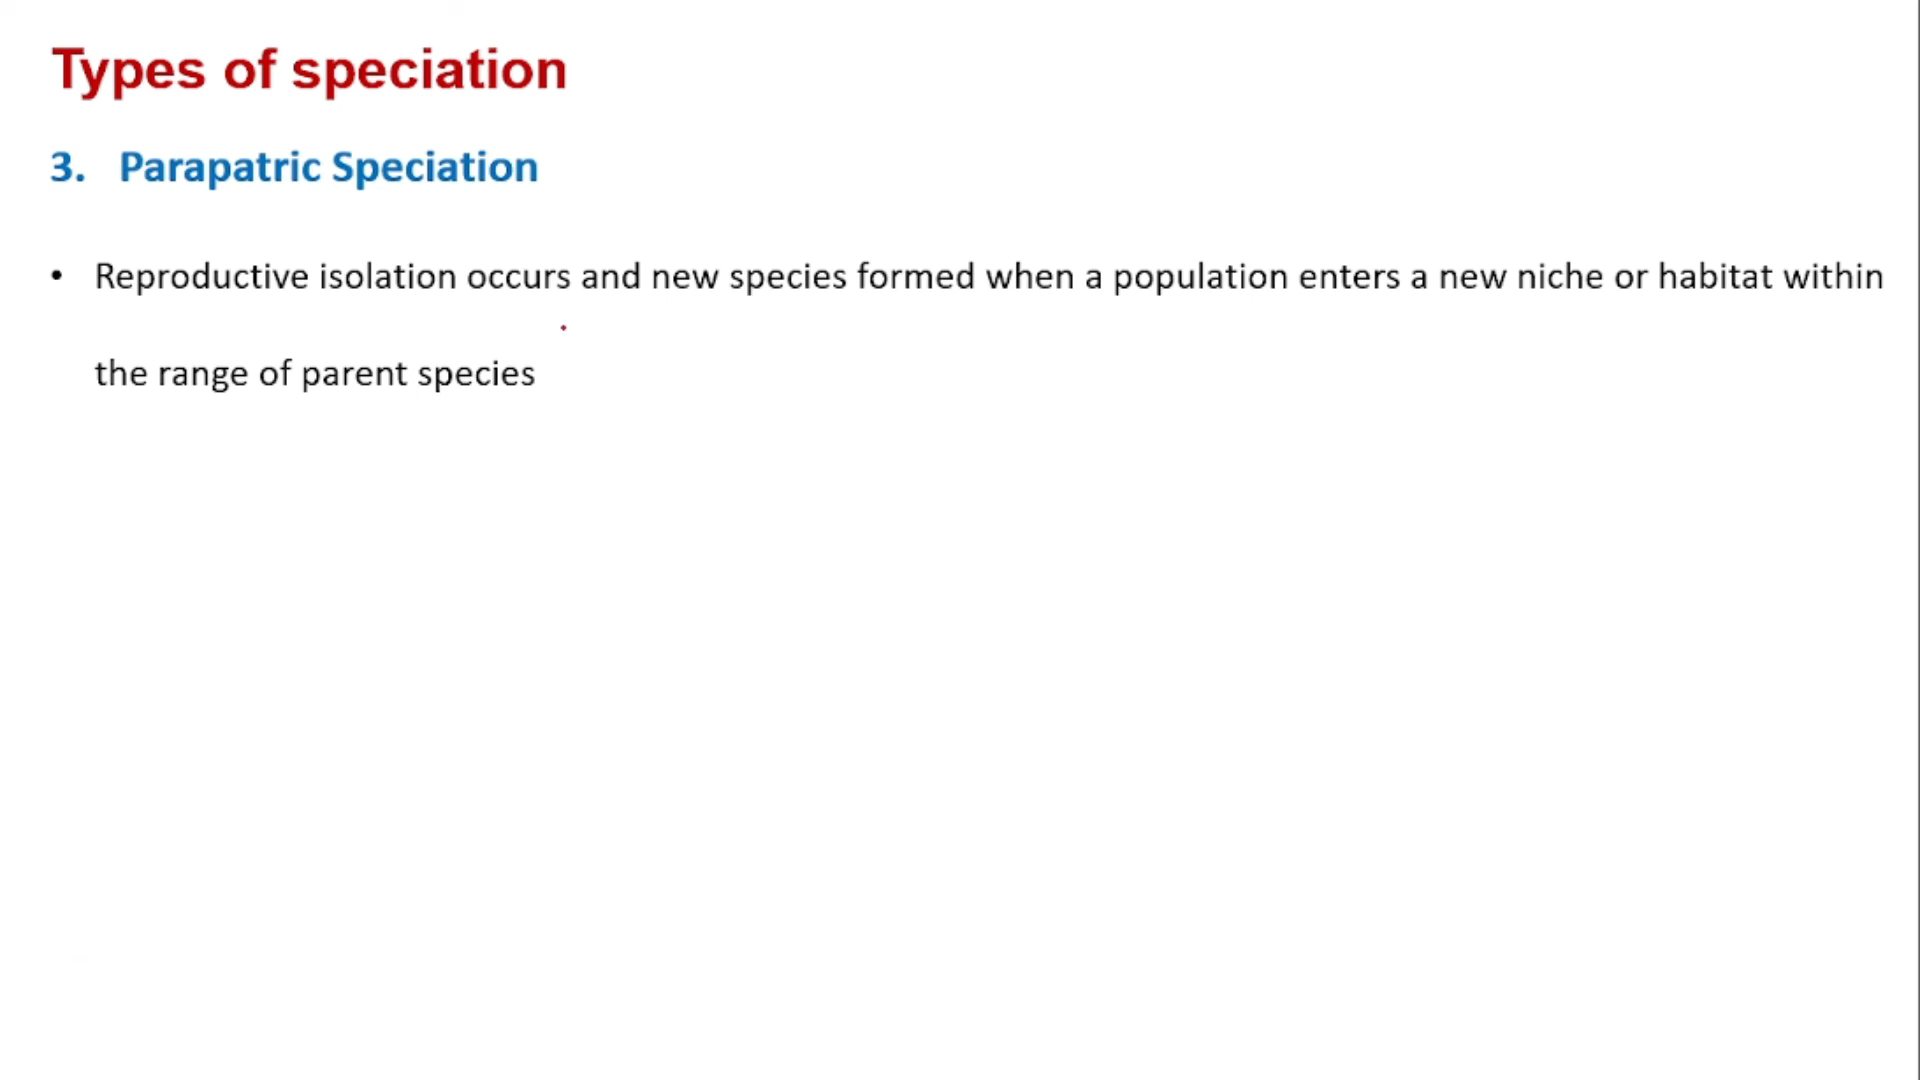 Types of speciation
3. Parapatric Speciation
• Reproductive isolation occurs and new species formed when a population enters a new niche or habitat within
the range of parent species